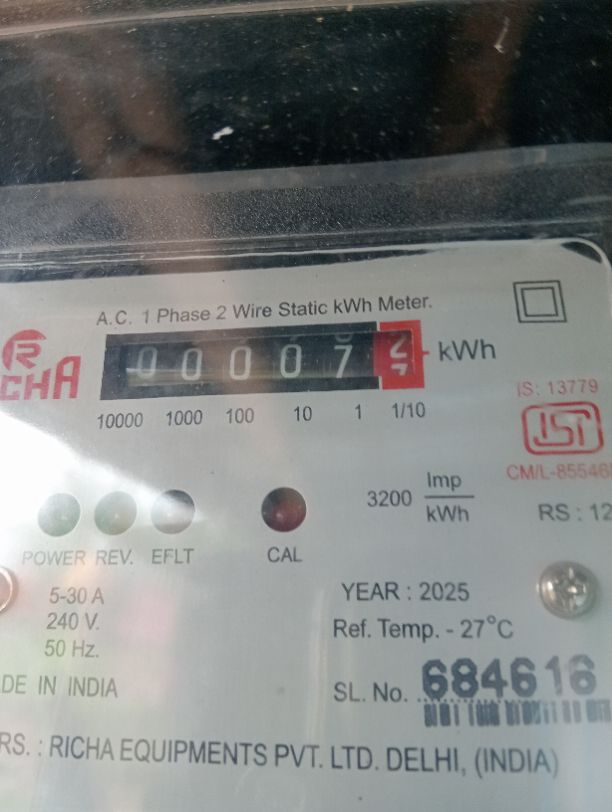 A.C. 1 Phase 2 Wire Static kWh Meter.
R
CHA
0 0 0 0 7 kWh
10000 1000 100 10 1 1/10
IS: 13779
ISI
CM/L-85546
3200 Imp/kWh
RS : 12
POWER REV. EFLT CAL
5-30 A
240 V.
50 Hz.
YEAR : 2025
Ref. Temp. - 27°C
DE IN INDIA
SL. No. 684616
RS. : RICHA EQUIPMENTS PVT. LTD. DELHI, (INDIA)